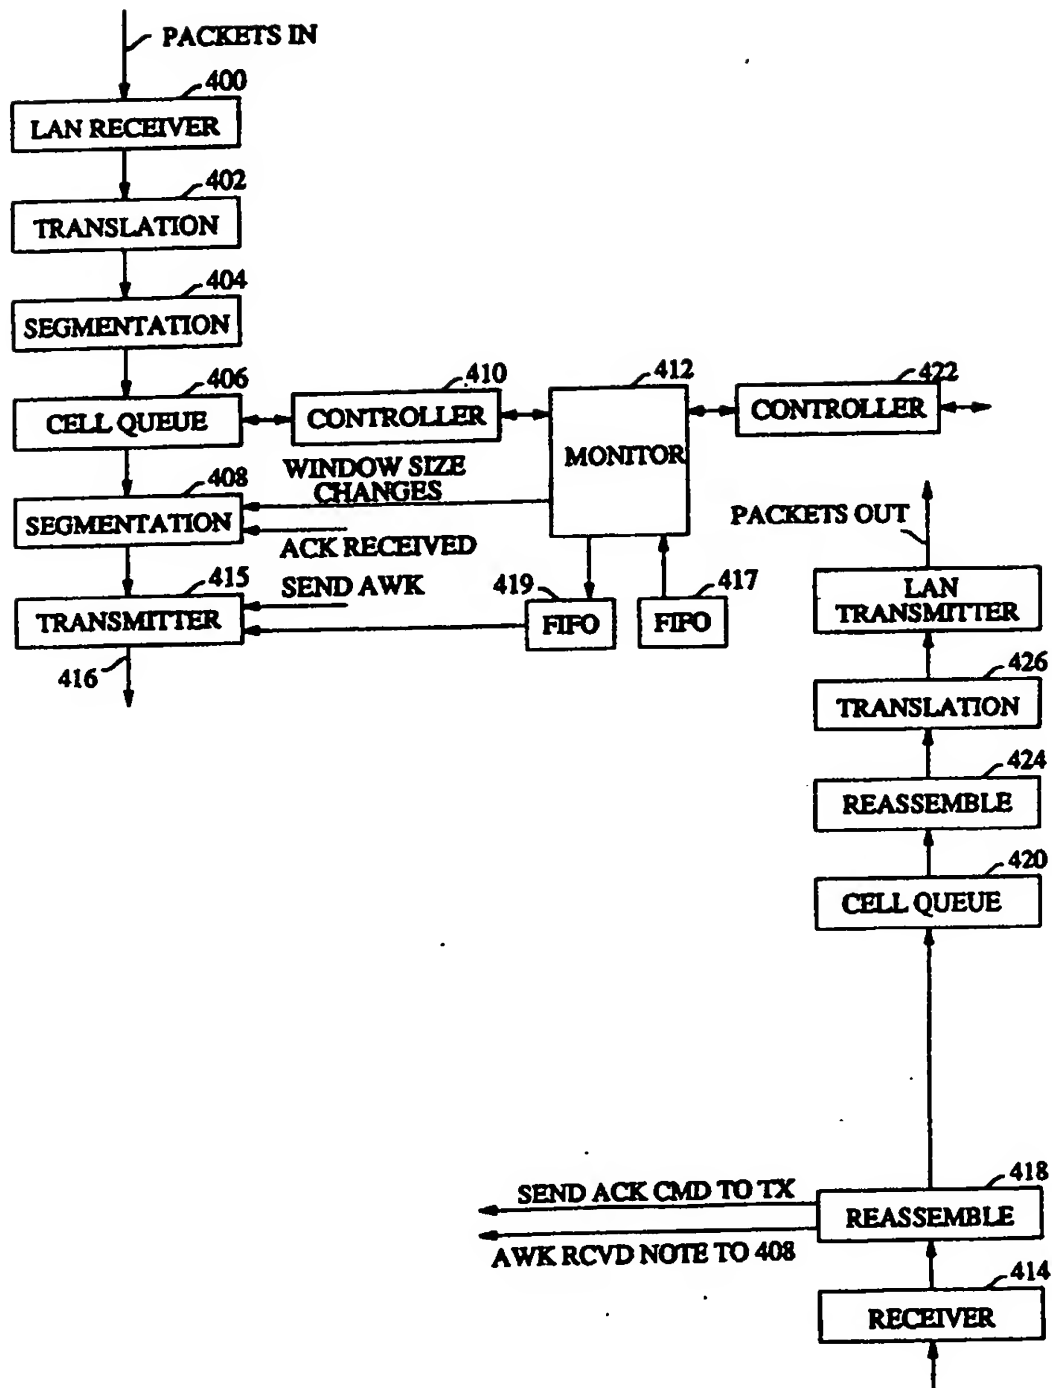 PACKETS IN
400
LAN RECEIVER
402
TRANSLATION
404
SEGMENTATION
406
CELL QUEUE
410
CONTROLLER
412
MONITOR
422
CONTROLLER
WINDOW SIZE
CHANGES
408
SEGMENTATION
ACK RECEIVED
SEND AWK
415
TRANSMITTER
416
419
FIFO
417
FIFO
PACKETS OUT
LAN
TRANSMITTER
426
TRANSLATION
424
REASSEMBLE
420
CELL QUEUE
SEND ACK CMD TO TX
AWK RCVD NOTE TO 408
418
REASSEMBLE
414
RECEIVER